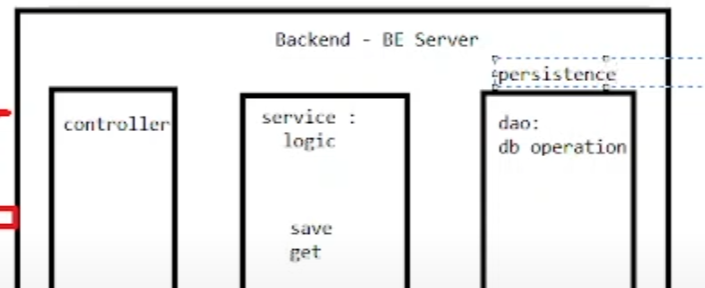 Backend - BE Server
persistence
controller
service :
logic
save
get
dao:
db operation